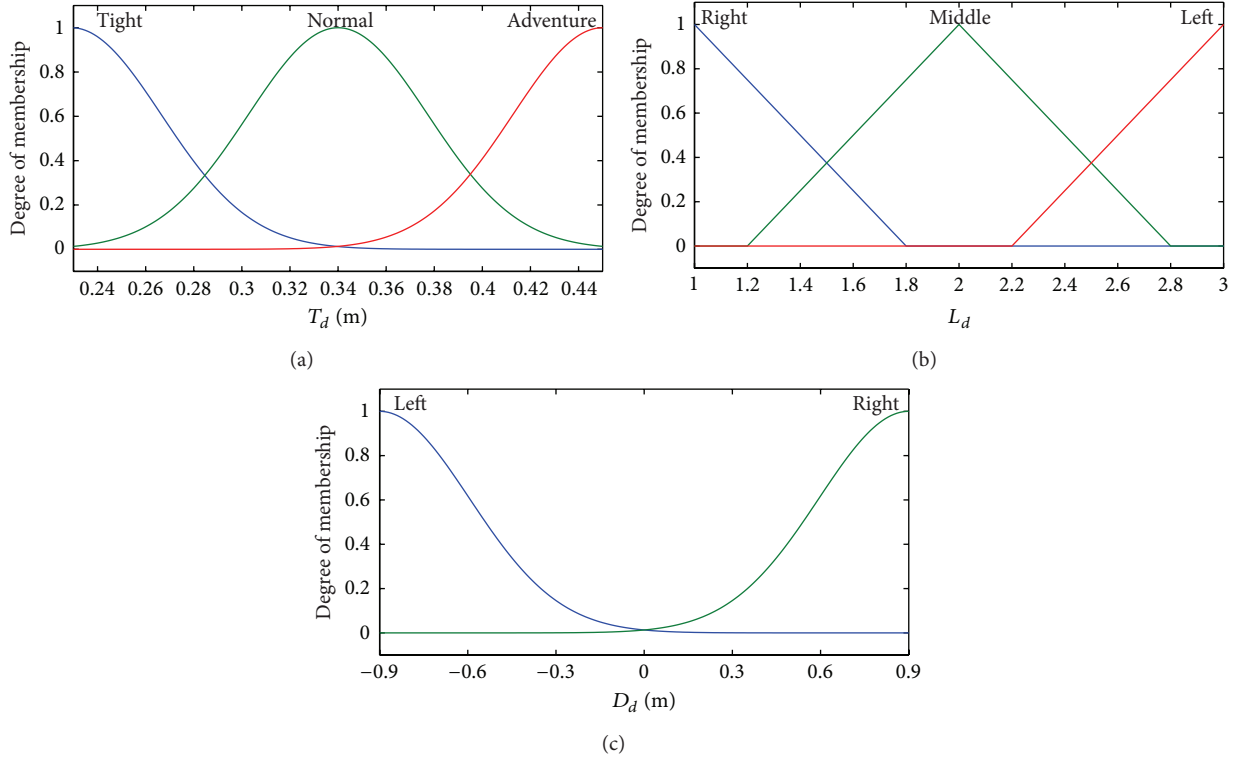 Tight Normal Adventure
1
0.8
0.6
0.4
0.2
0
Degree of membership
0.24 0.26 0.28 0.3 0.32 0.34 0.36 0.38 0.4 0.42 0.44
T_d (m)
(a)
Right Middle Left
1
0.8
0.6
0.4
0.2
0
Degree of membership
1 1.2 1.4 1.6 1.8 2 2.2 2.4 2.6 2.8 3
L_d
(b)
Left Right
1
0.8
0.6
0.4
0.2
0
Degree of membership
−0.9 −0.6 −0.3 0 0.3 0.6 0.9
D_d (m)
(c)